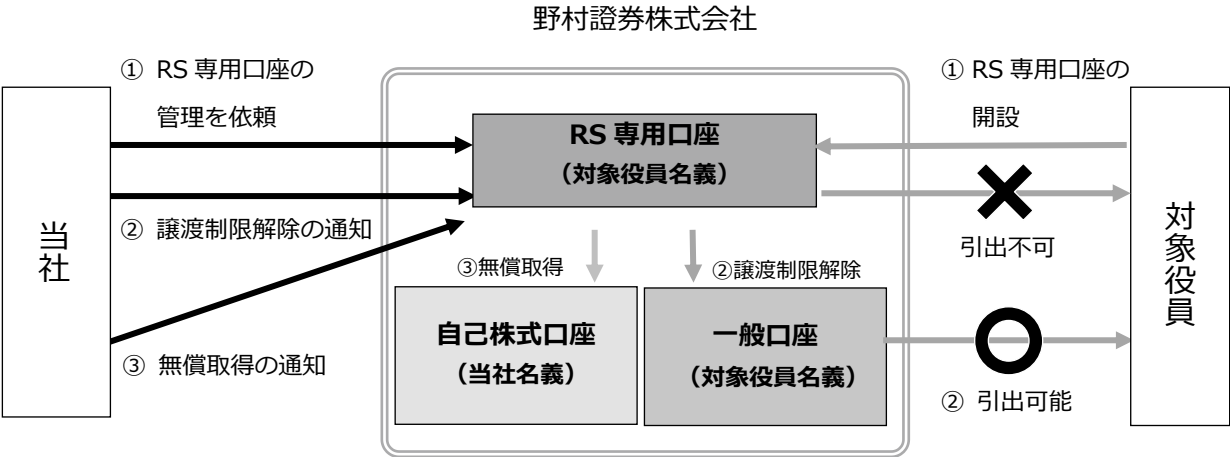 野村證券株式会社
① RS 専用口座の
管理を依頼
① RS 専用口座の
開設
RS 専用口座
（対象役員名義）
当社
② 譲渡制限解除の通知
引出不可
対象役員
③無償取得
②譲渡制限解除
自己株式口座
（当社名義）
一般口座
（対象役員名義）
③ 無償取得の通知
② 引出可能